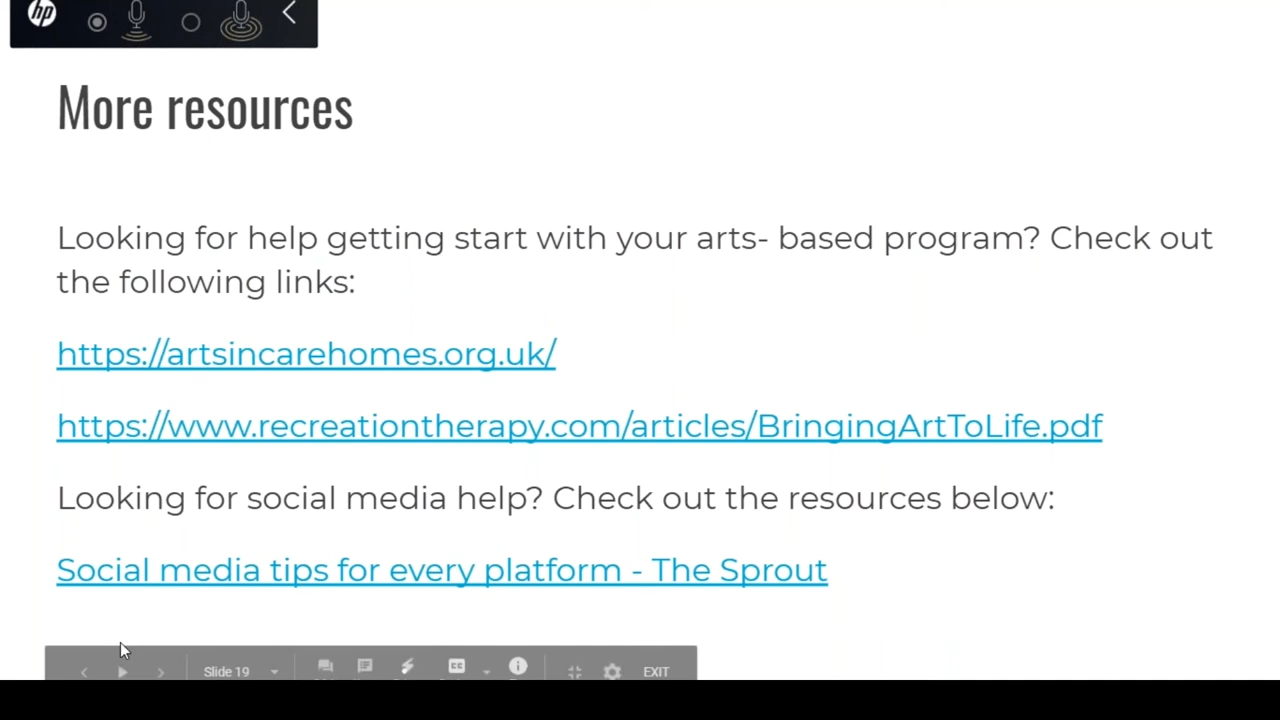 hp
More resources
Looking for help getting start with your arts- based program? Check out
the following links:
https://artsincarehomes.org.uk/
https://www.recreationtherapy.com/articles/BringingArtToLife.pdf
Looking for social media help? Check out the resources below:
Social media tips for every platform - The Sprout
Slide 19 CC EXIT